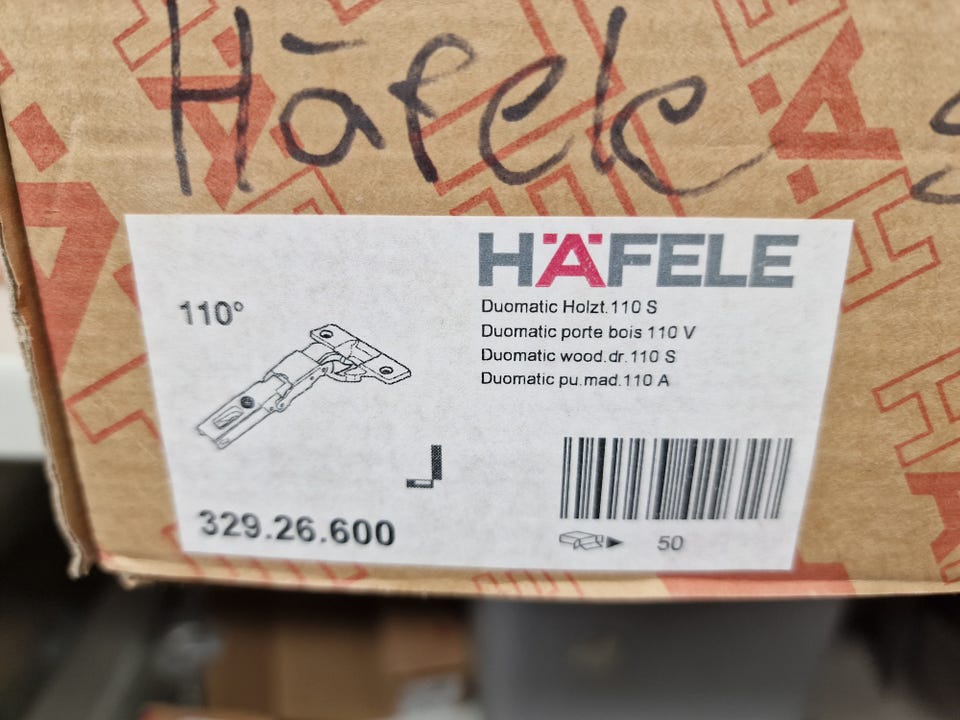 Häfele
HÄFELE
110°
Duomatic Holzt.110 S
Duomatic porte bois 110 V
Duomatic wood.dr.110 S
Duomatic pu.mad.110 A
329.26.600
50